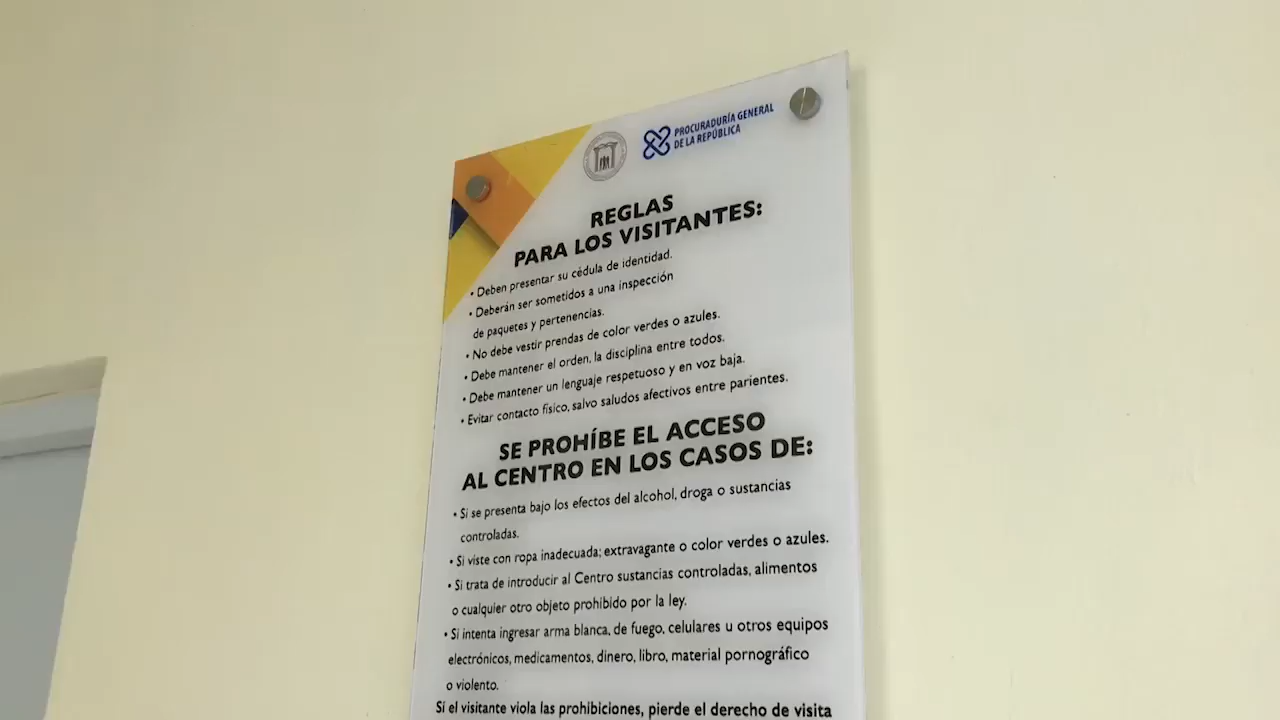 PROCURADURÍA GENERAL
DE LA REPÚBLICA
REGLAS
PARA LOS VISITANTES:
• Deben presentar su cédula de identidad.
• Deberán ser sometidos a una inspección
de paquetes y pertenencias.
• No debe vestir prendas de color verdes o azules.
• Debe mantener el orden, la disciplina entre todos.
• Debe mantener un lenguaje respetuoso y en voz baja.
• Evitar contacto físico, salvo saludos afectivos entre parientes.
SE PROHÍBE EL ACCESO
AL CENTRO EN LOS CASOS DE:
• Si se presenta bajo los efectos del alcohol, droga o sustancias
controladas.
• Si viste con ropa inadecuada; extravagante o color verdes o azules.
• Si trata de introducir al Centro sustancias controladas, alimentos
o cualquier otro objeto prohibido por la ley.
• Si intenta ingresar arma blanca, de fuego, celulares u otros equipos
electrónicos, medicamentos, dinero, libro, material pornográfico
o violento.
Si el visitante viola las prohibiciones, pierde el derecho de visita